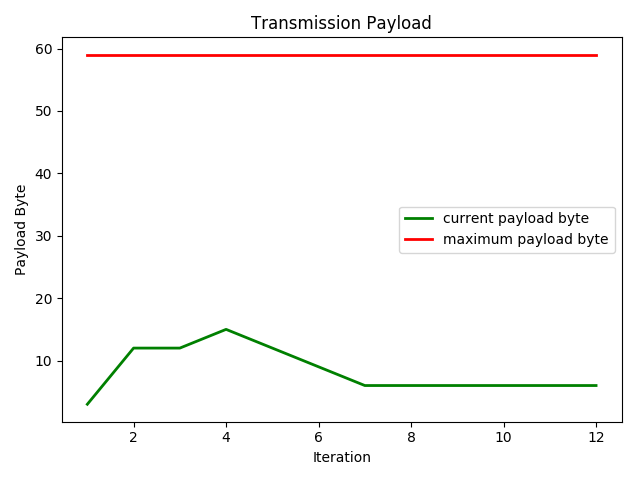 Transmission Payload
60
50
40
30
20
10
Payload Byte
current payload byte
maximum payload byte
2 4 6 8 10 12
Iteration